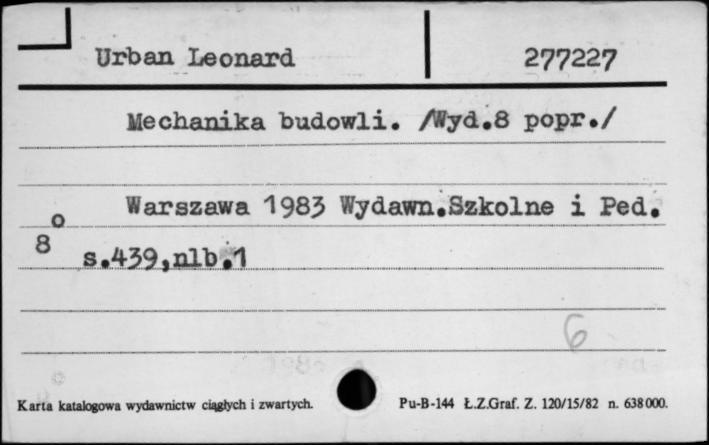 Urban Leonard 277227
Mechanika budowli. /Wyd.8 popr./
Warszawa 1983 Wydawn.Szkolne i Ped.
8°
s.439,nlb.1
6
Karta katalogowa wydawnictw ciągłych i zwartych. Pu-B-144 Ł.Z.Graf. Z. 120/15/82 n. 638000.